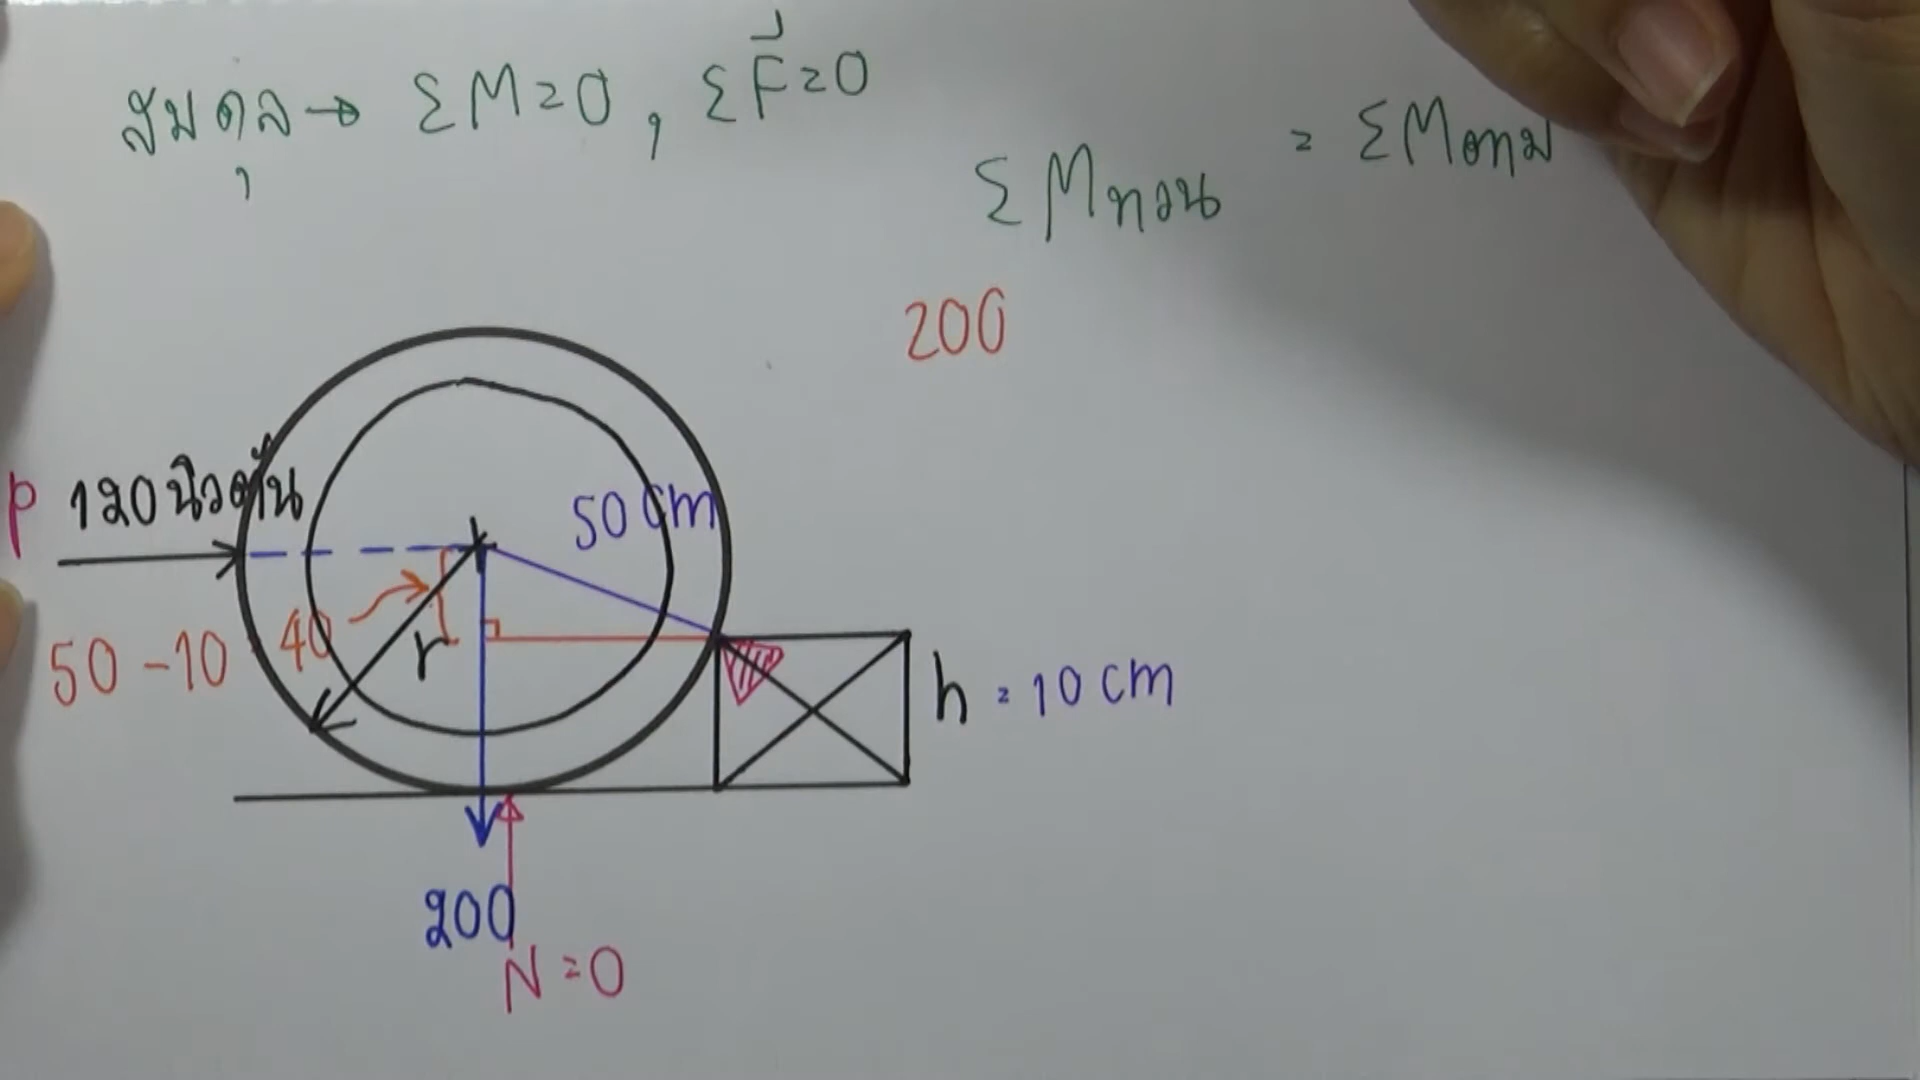 สมดุล → ΣM=0 , ΣF⃗=0
ΣMทวน = ΣMตาม
200
P 120 นิวตัน
50 cm
50 - 10
40
r
h = 10 cm
200
N = 0